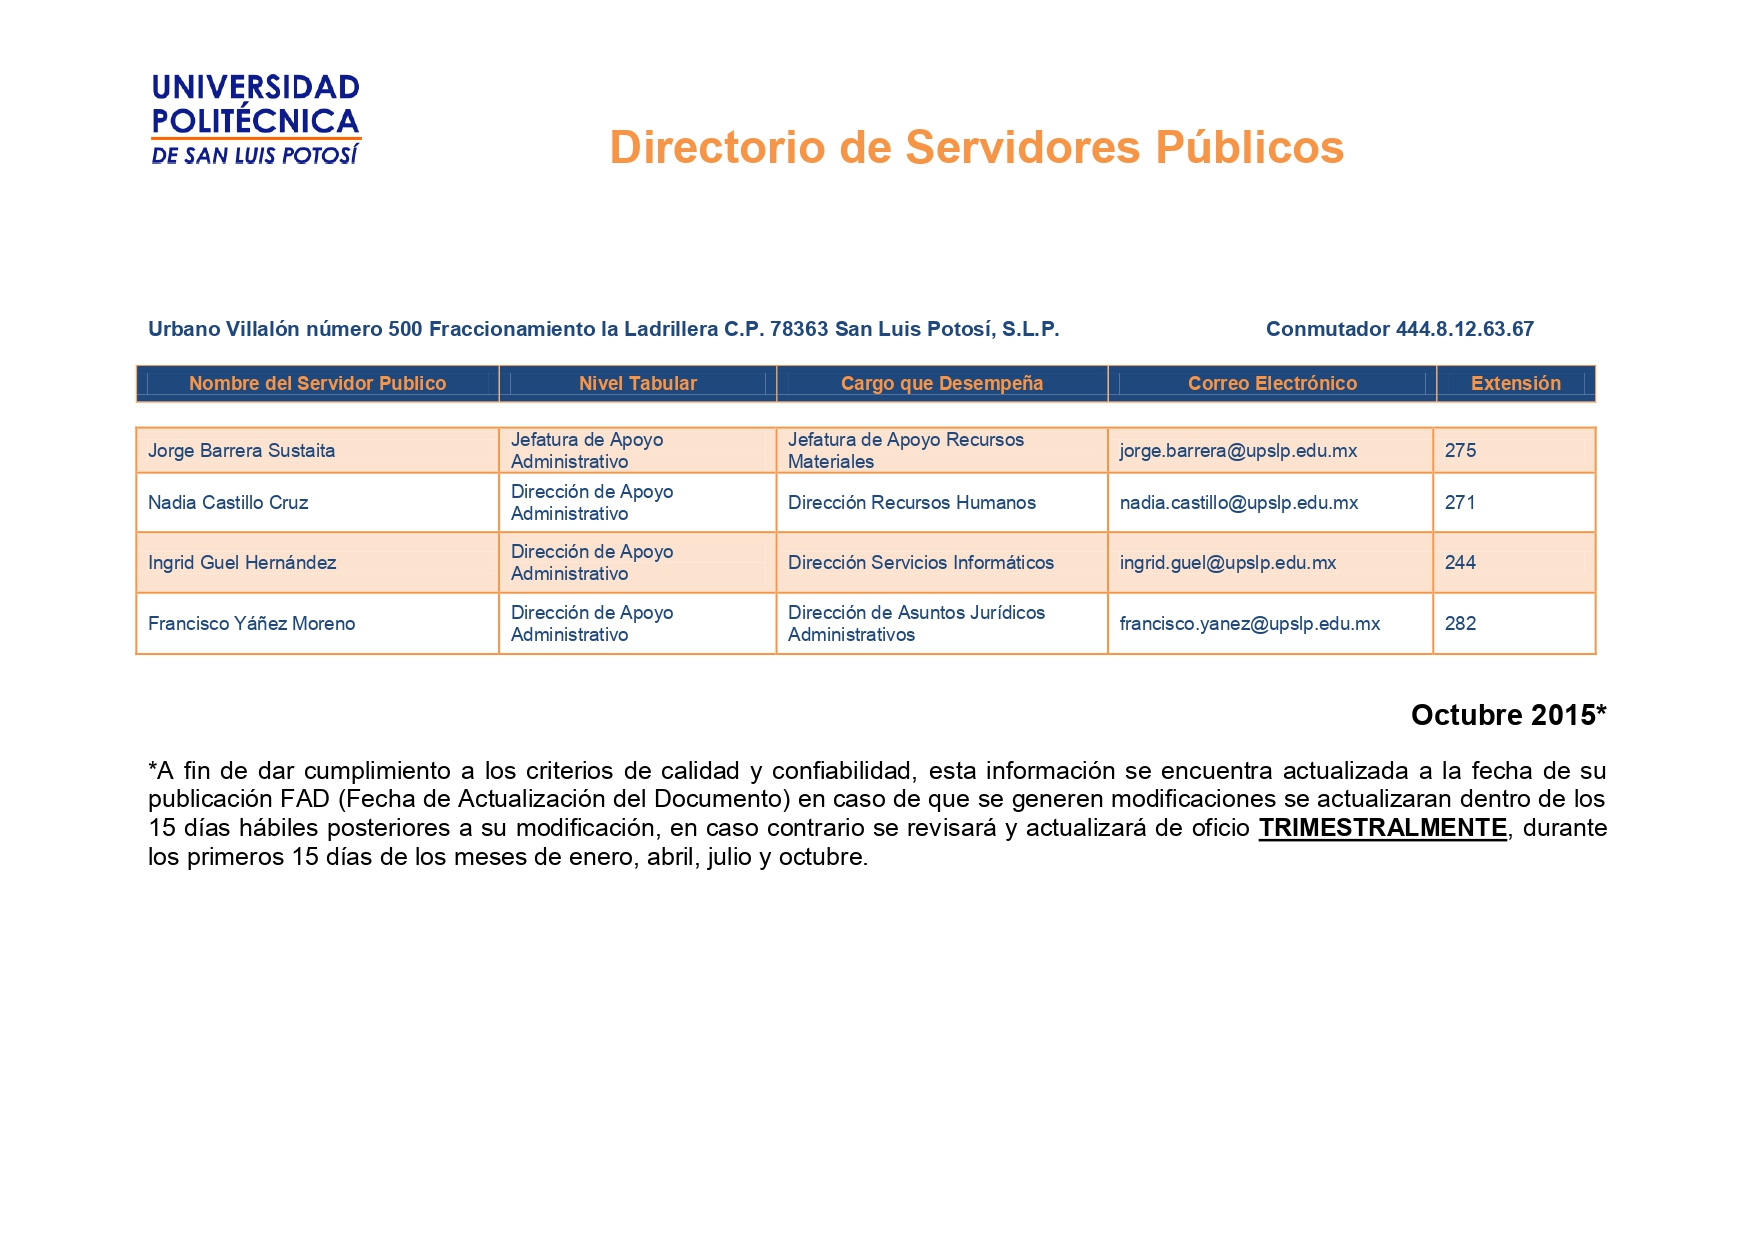 UNIVERSIDAD
POLITÉCNICA
DE SAN LUIS POTOSÍ
Directorio de Servidores Públicos
Urbano Villalón número 500 Fraccionamiento la Ladrillera C.P. 78363 San Luis Potosí, S.L.P. Conmutador 444.8.12.63.67
Nombre del Servidor Publico Nivel Tabular Cargo que Desempeña Correo Electrónico Extensión
Jorge Barrera Sustaita Jefatura de Apoyo Administrativo Jefatura de Apoyo Recursos Materiales jorge.barrera@upslp.edu.mx 275
Nadia Castillo Cruz Dirección de Apoyo Administrativo Dirección Recursos Humanos nadia.castillo@upslp.edu.mx 271
Ingrid Guel Hernández Dirección de Apoyo Administrativo Dirección Servicios Informáticos ingrid.guel@upslp.edu.mx 244
Francisco Yáñez Moreno Dirección de Apoyo Administrativo Dirección de Asuntos Jurídicos Administrativos francisco.yanez@upslp.edu.mx 282
Octubre 2015*
*A fin de dar cumplimiento a los criterios de calidad y confiabilidad, esta información se encuentra actualizada a la fecha de su
publicación FAD (Fecha de Actualización del Documento) en caso de que se generen modificaciones se actualizaran dentro de los
15 días hábiles posteriores a su modificación, en caso contrario se revisará y actualizará de oficio TRIMESTRALMENTE, durante
los primeros 15 días de los meses de enero, abril, julio y octubre.